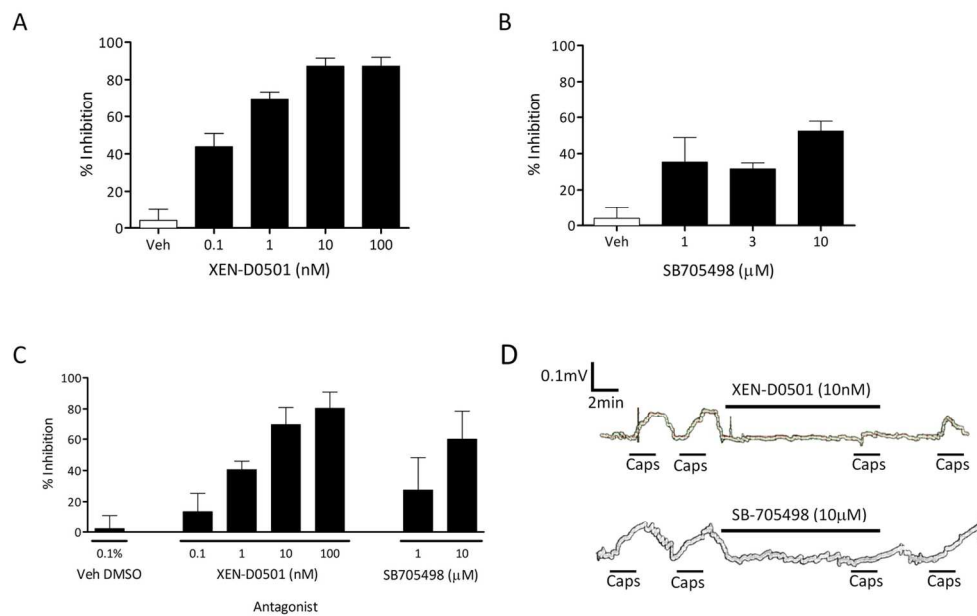 A
% Inhibition
100
80
60
40
20
0
Veh 0.1 1 10 100
XEN-D0501 (nM)
B
% Inhibition
100
80
60
40
20
0
Veh 1 3 10
SB705498 (μM)
C
% Inhibition
100
80
60
40
20
0
0.1% 0.1 1 10 100 1 10
Veh DMSO XEN-D0501 (nM) SB705498 (μM)
Antagonist
D
0.1mV
2min
XEN-D0501 (10nM)
Caps Caps Caps Caps
SB-705498 (10μM)
Caps Caps Caps Caps